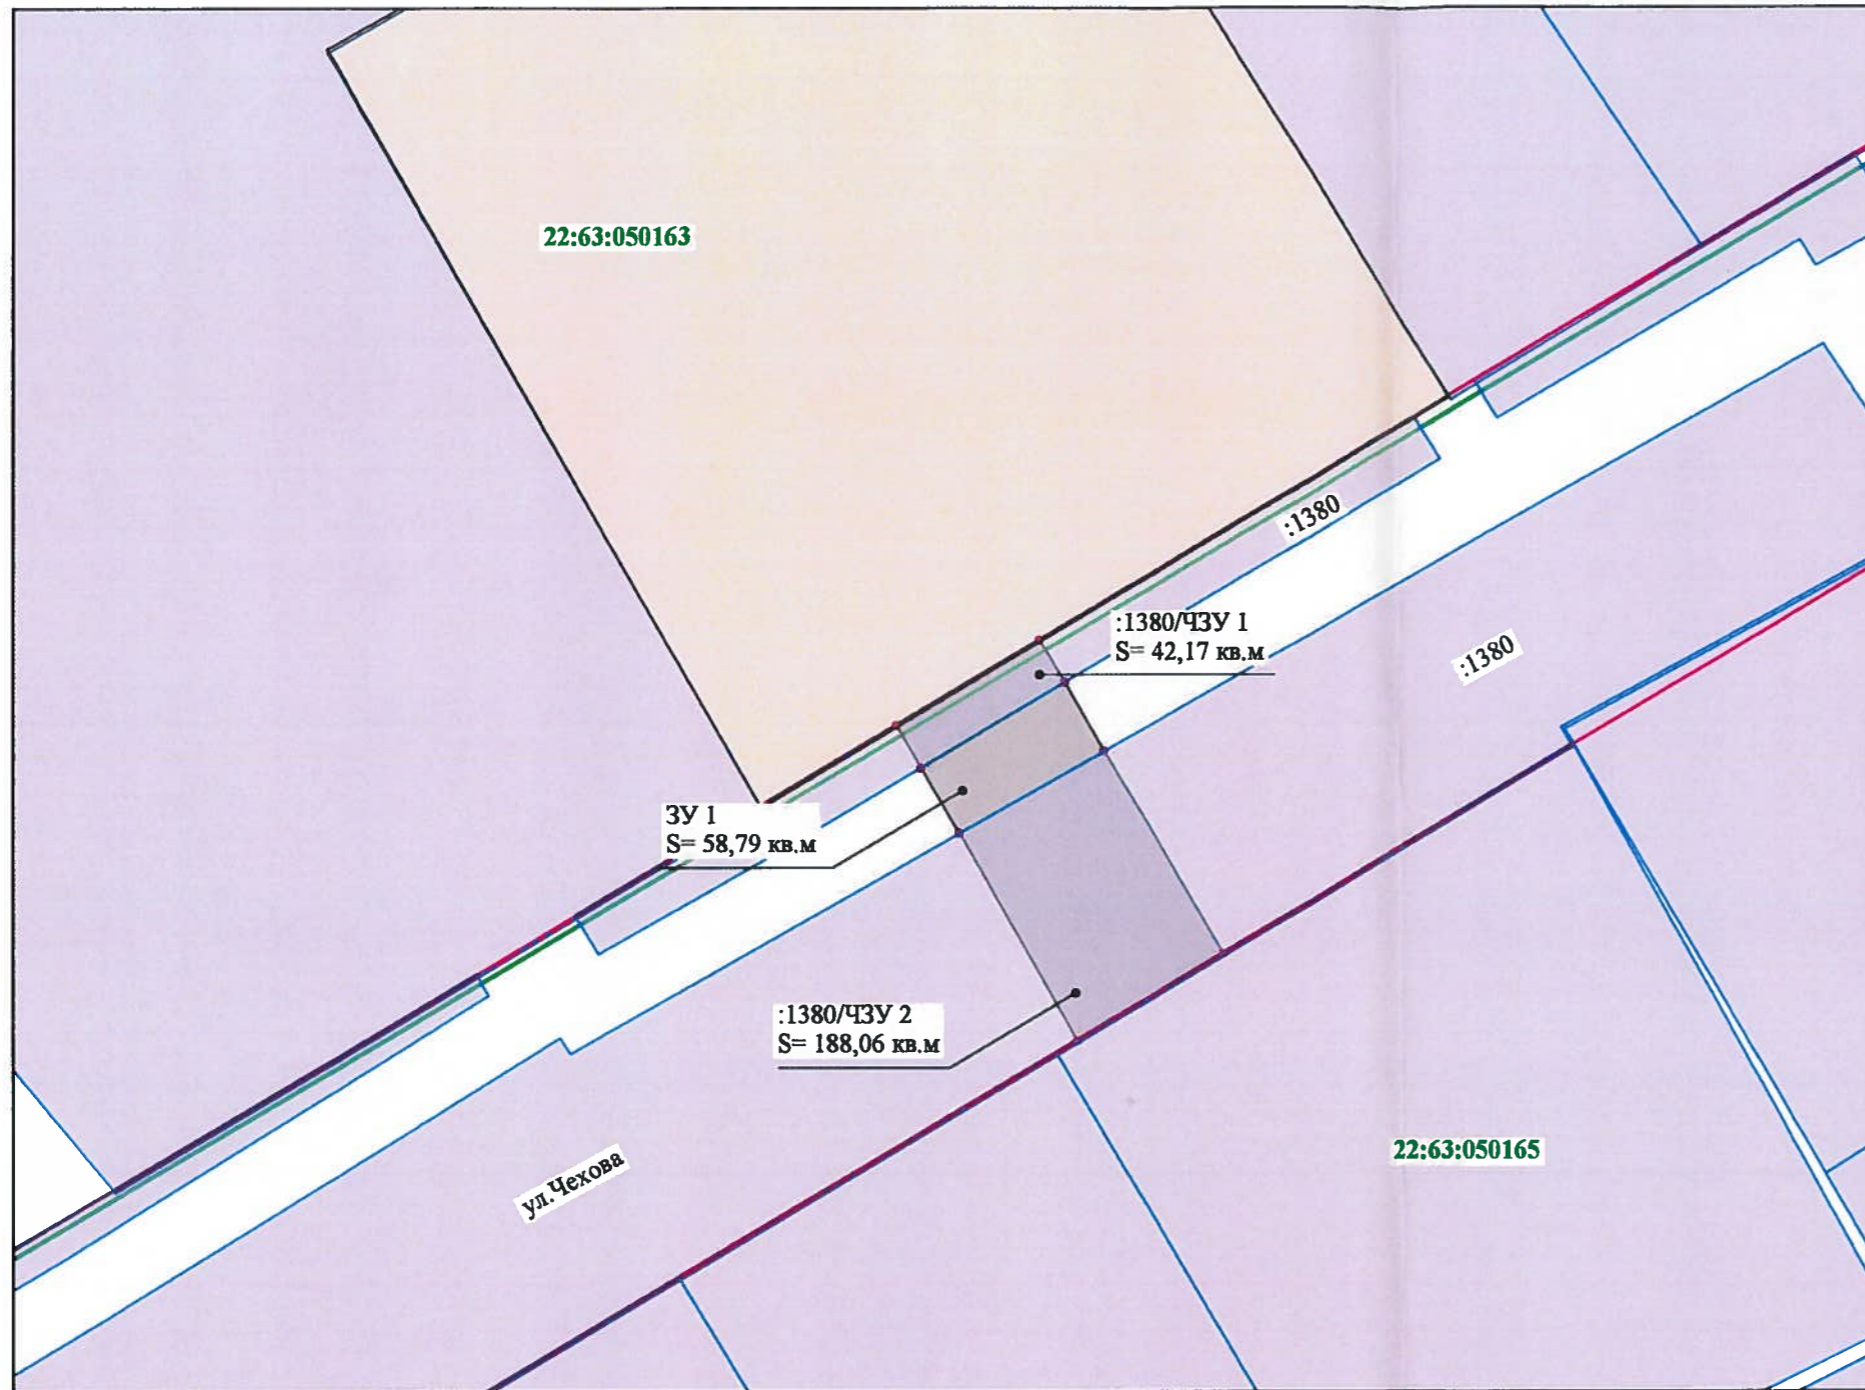 22:63:050163
:1380
:1380/ЧЗУ 1
S= 42,17 кв.м
:1380
ЗУ 1
S= 58,79 кв.м
:1380/ЧЗУ 2
S= 188,06 кв.м
22:63:050165
ул.Чехова